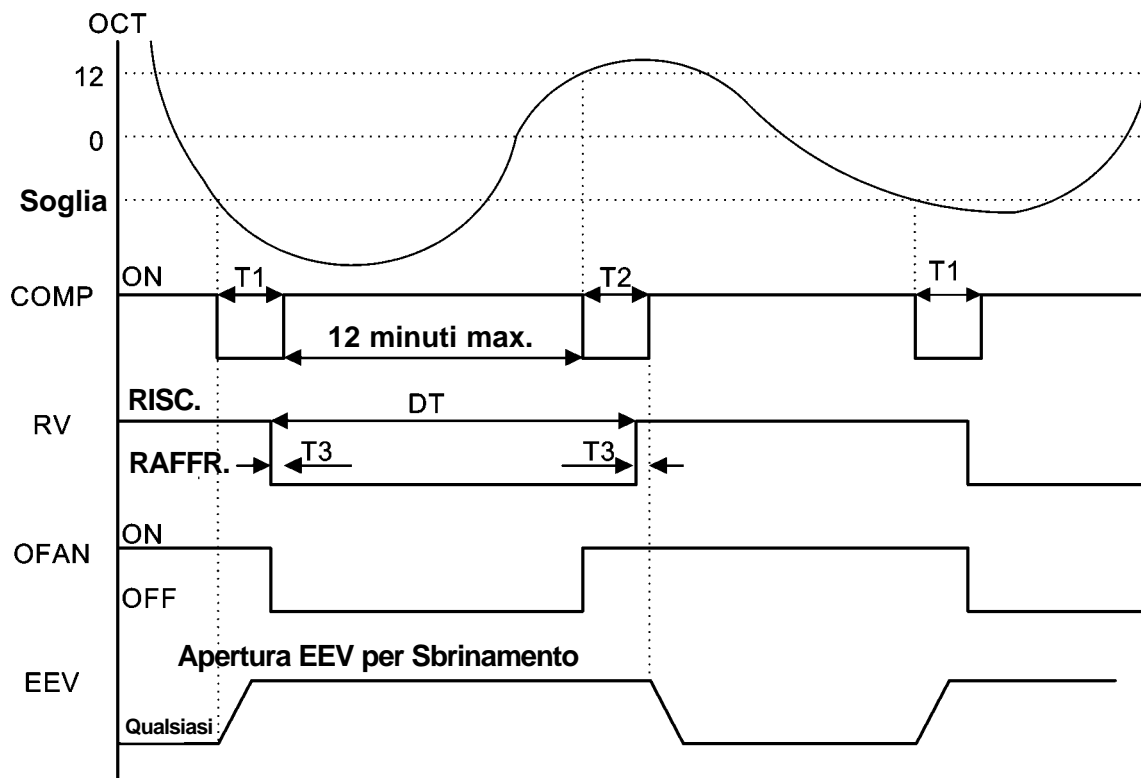 OCT
12
0
Soglia
ON
T1
T2
T1
COMP
12 minuti max.
RISC.
DT
RV
RAFFR.
T3
T3
ON
OFAN
OFF
Apertura EEV per Sbrinamento
EEV
Qualsiasi